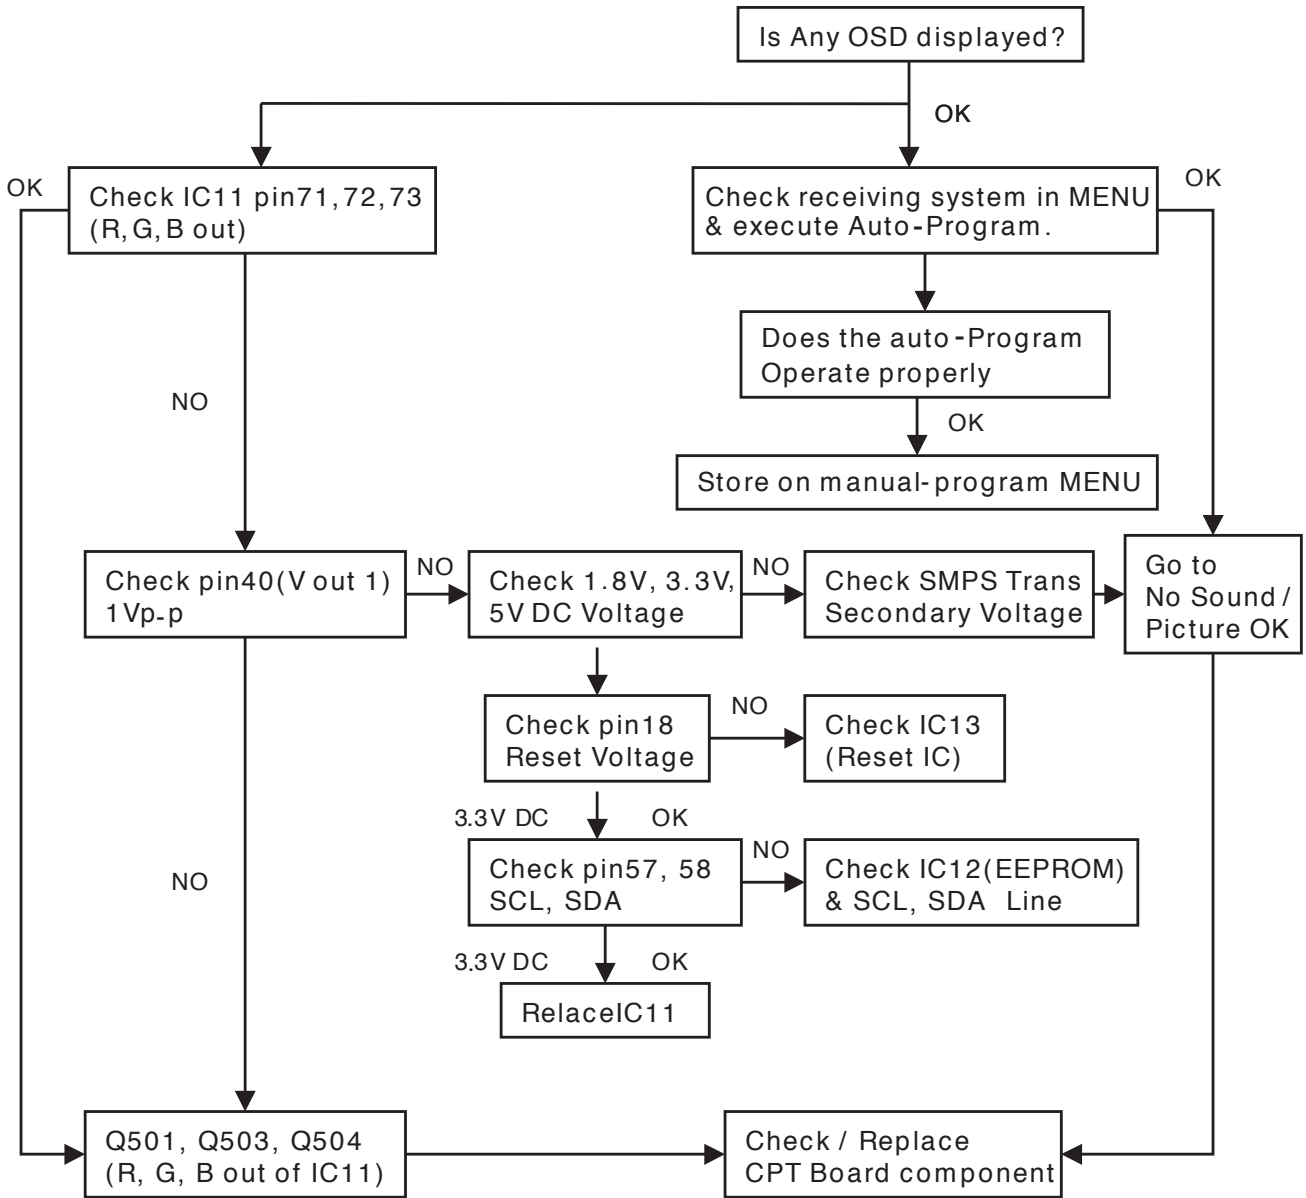 Is Any OSD displayed?
OK
OK
Check IC11 pin71,72,73
(R,G,B out)
Check receiving system in MENU
& execute Auto-Program.
OK
Does the auto-Program
Operate properly
NO
OK
Store on manual-program MENU
Check pin40(V out 1)
1Vp-p
NO
Check 1.8V, 3.3V,
5V DC Voltage
NO
Check SMPS Trans
Secondary Voltage
Go to
No Sound /
Picture OK
Check pin18
Reset Voltage
NO
Check IC13
(Reset IC)
3.3V DC
OK
NO
Check pin57, 58
SCL, SDA
NO
Check IC12(EEPROM)
& SCL, SDA Line
3.3V DC
OK
RelaceIC11
Q501, Q503, Q504
(R, G, B out of IC11)
Check / Replace
CPT Board component